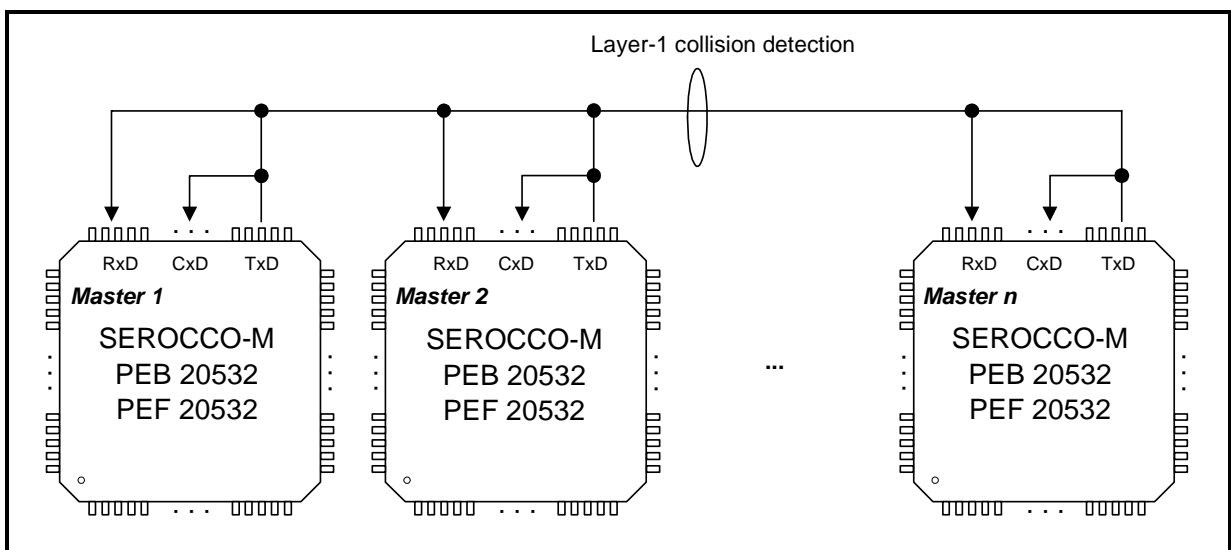 Layer-1 collision detection
RxD CxD TxD
Master 1
SEROCCO-M
PEB 20532
PEF 20532
RxD CxD TxD
Master 2
SEROCCO-M
PEB 20532
PEF 20532
...
RxD CxD TxD
Master n
SEROCCO-M
PEB 20532
PEF 20532